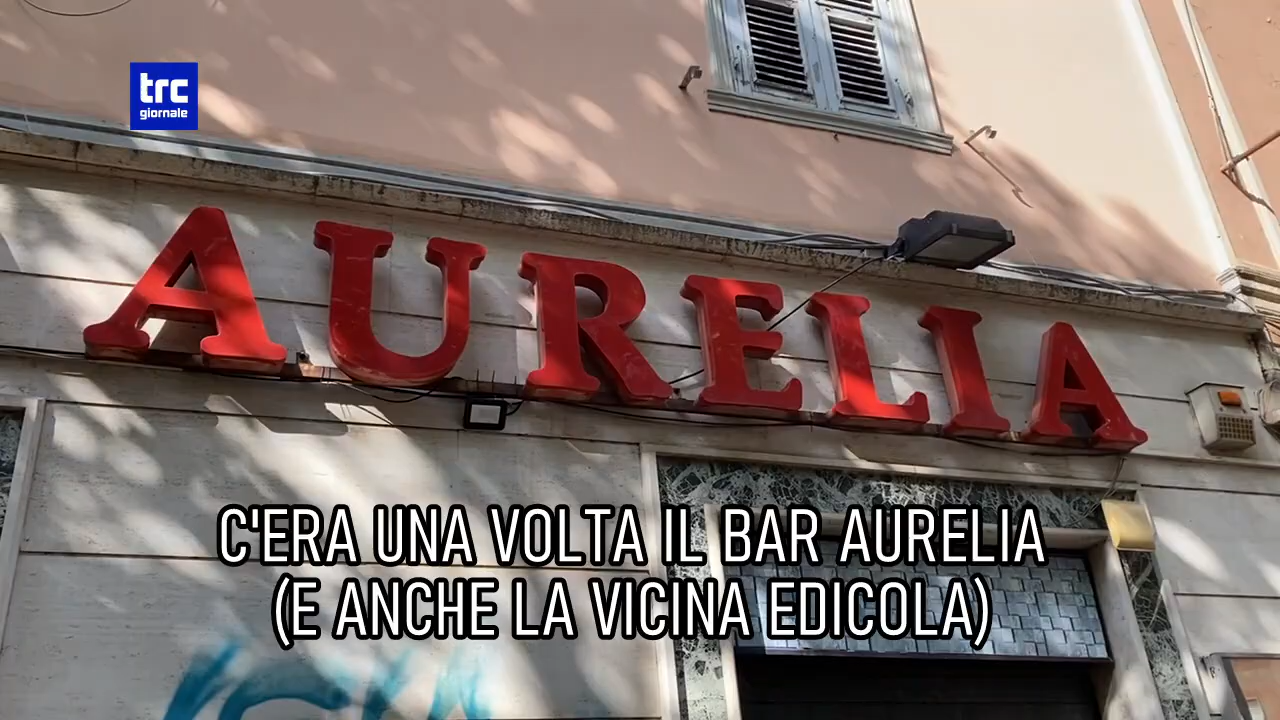 trc
giornale
AURELIA
C'ERA UNA VOLTA IL BAR AURELIA
(E ANCHE LA VICINA EDICOLA)